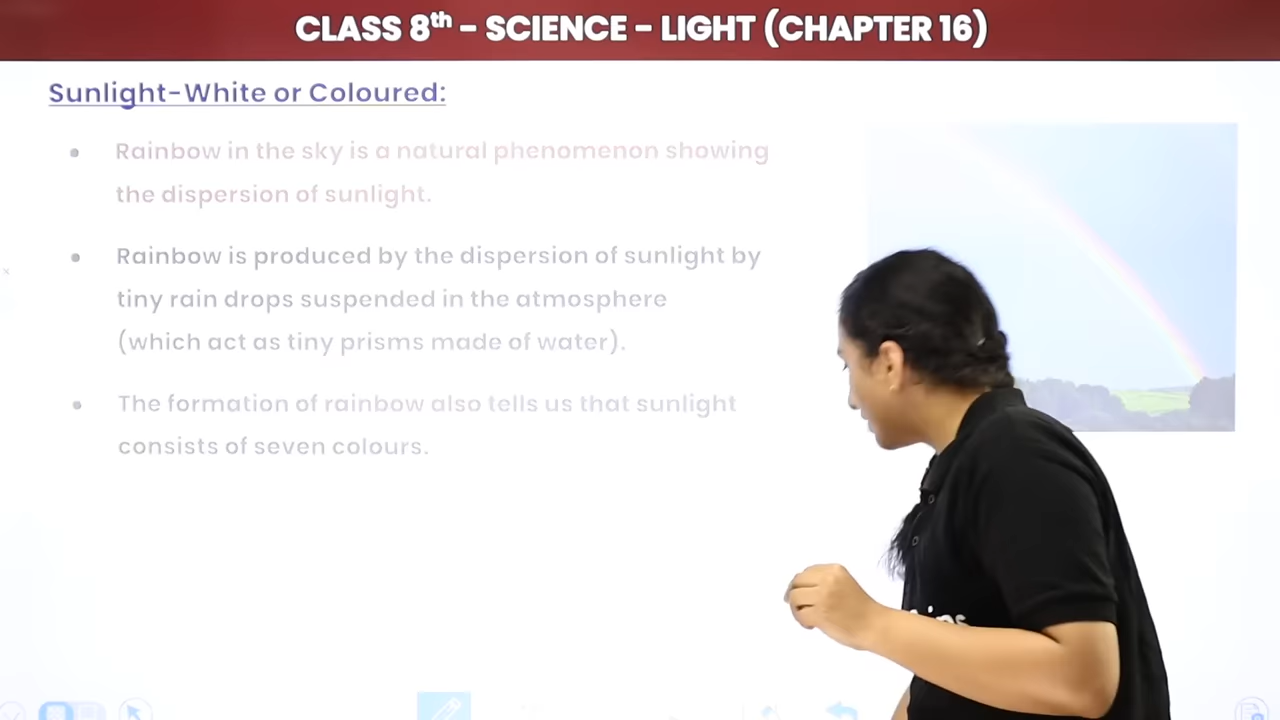 CLASS 8th - SCIENCE - LIGHT (CHAPTER 16)
Sunlight-White or Coloured:
• Rainbow in the sky is a natural phenomenon showing
the dispersion of sunlight.
• Rainbow is produced by the dispersion of sunlight by
tiny rain drops suspended in the atmosphere
(which act as tiny prisms made of water).
• The formation of rainbow also tells us that sunlight
consists of seven colours.